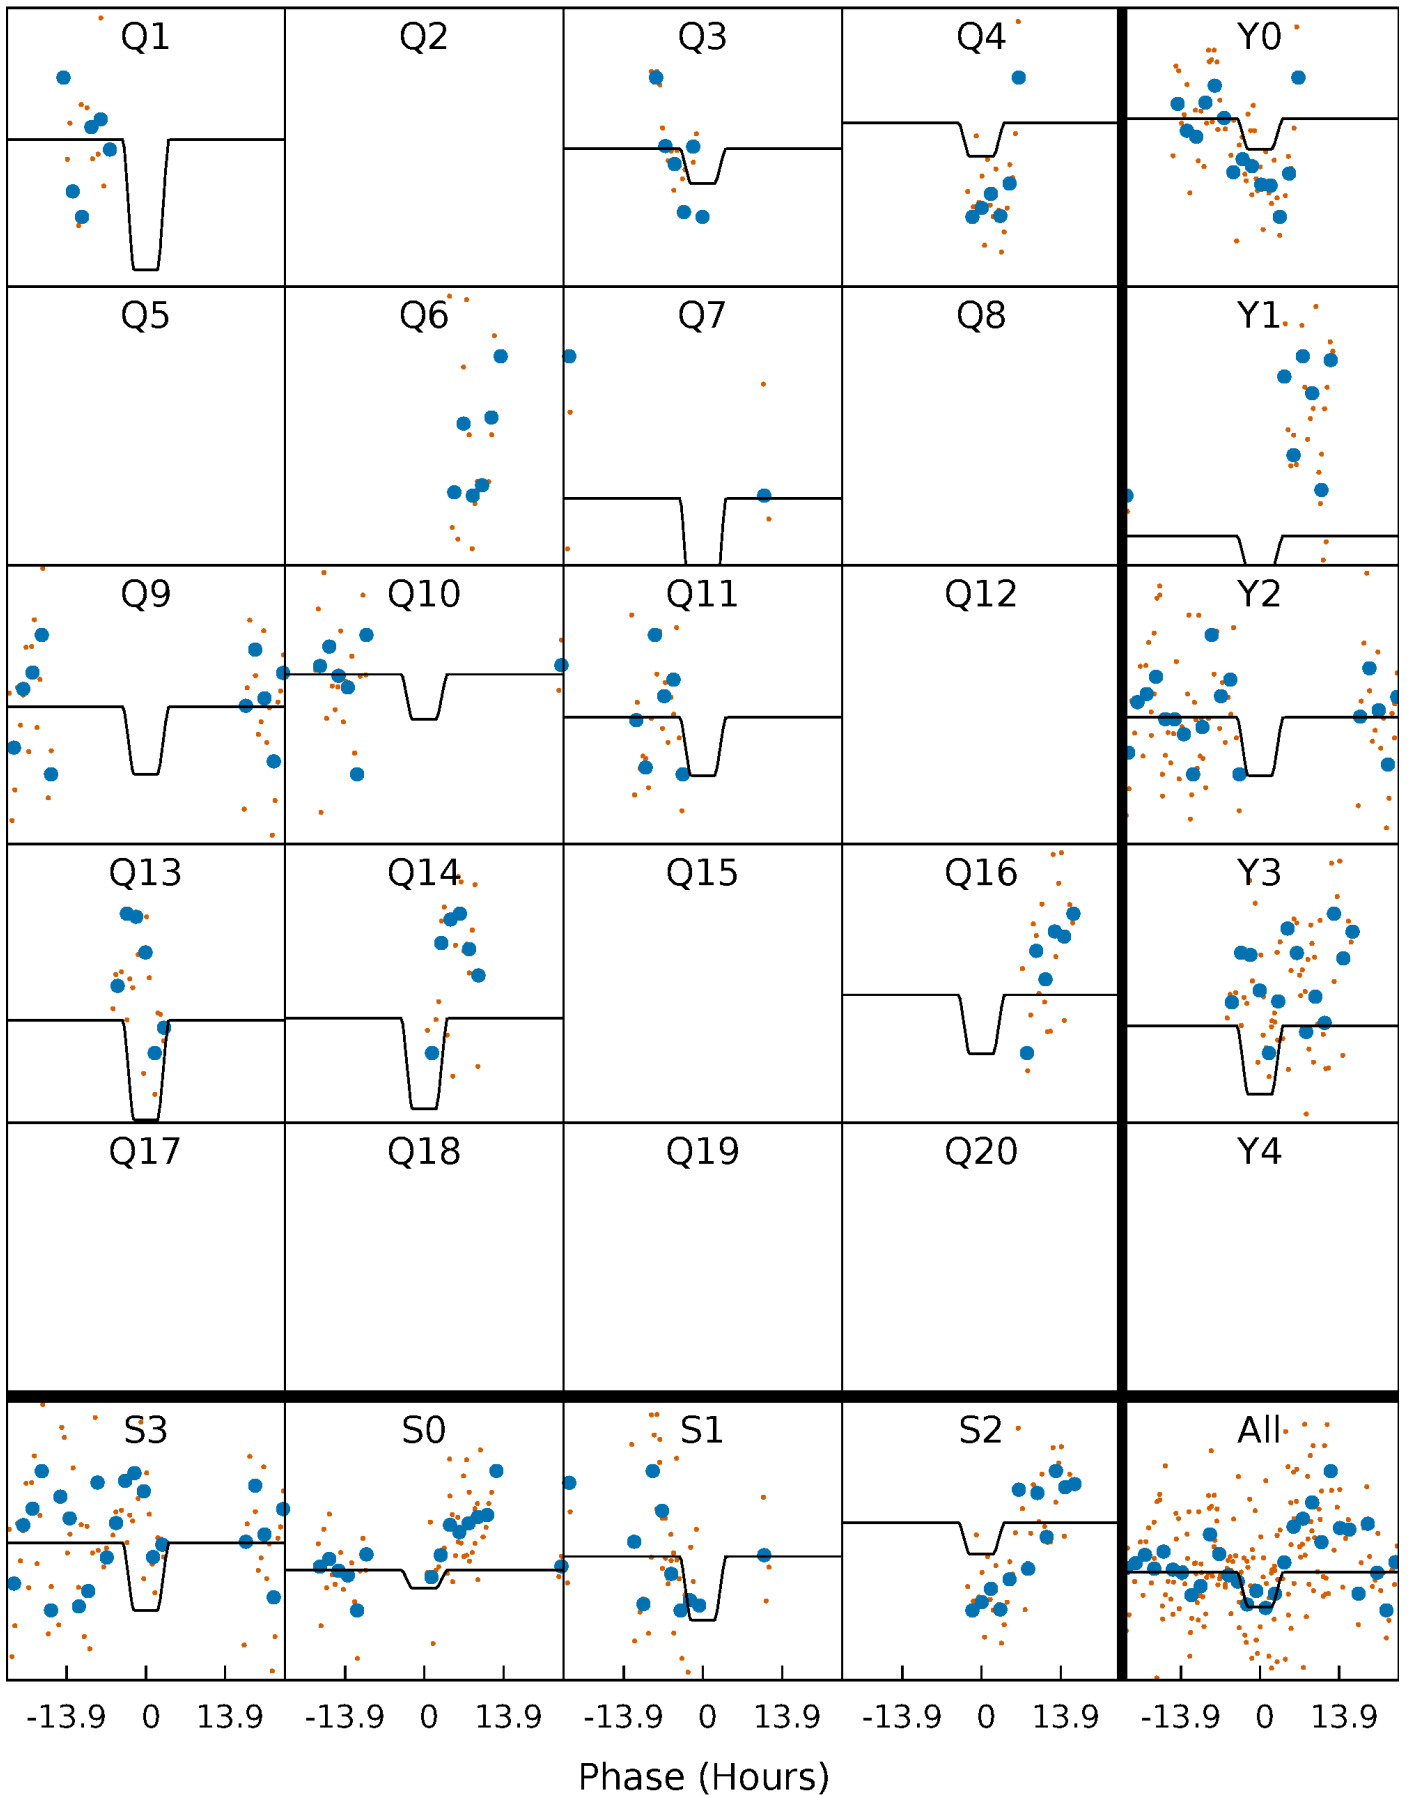 Q1 Q2 Q3 Q4 Y0
Q5 Q6 Q7 Q8 Y1
Q9 Q10 Q11 Q12 Y2
Q13 Q14 Q15 Q16 Y3
Q17 Q18 Q19 Q20 Y4
S3 S0 S1 S2 All
-13.9 0 13.9 -13.9 0 13.9 -13.9 0 13.9 -13.9 0 13.9 -13.9 0 13.9
Phase (Hours)